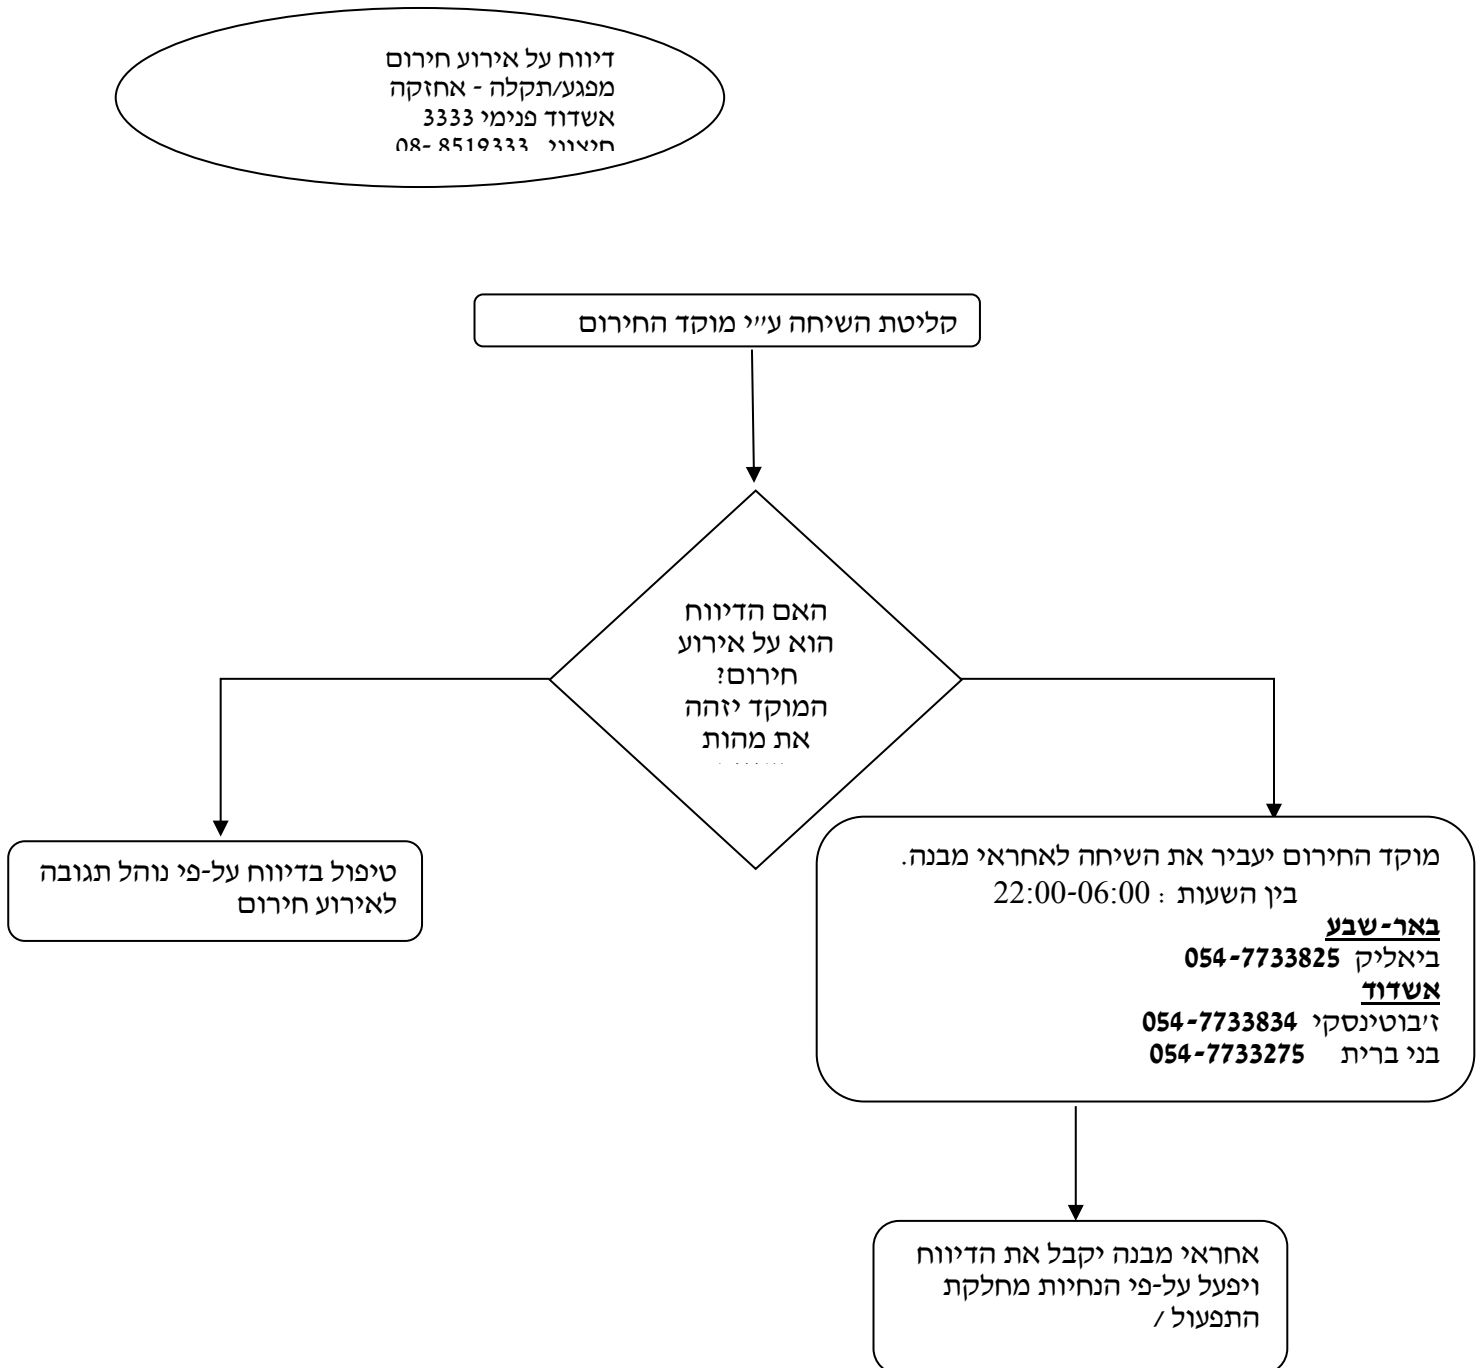 דיווח על אירוע חירום
מפגע/תקלה - אחזקה
אשדוד פנימי 3333
חיצוני 08- 8519333
קליטת השיחה ע״י מוקד החירום
האם הדיווח
הוא על אירוע
חירום?
המוקד יזהה
את מהות
טיפול בדיווח על-פי נוהל תגובה
לאירוע חירום
מוקד החירום יעביר את השיחה לאחראי מבנה.
בין השעות : 22:00-06:00
באר-שבע
ביאליק 054-7733825
אשדוד
ז׳בוטינסקי 054-7733834
בני ברית 054-7733275
אחראי מבנה יקבל את הדיווח
ויפעל על-פי הנחיות מחלקת
התפעול /